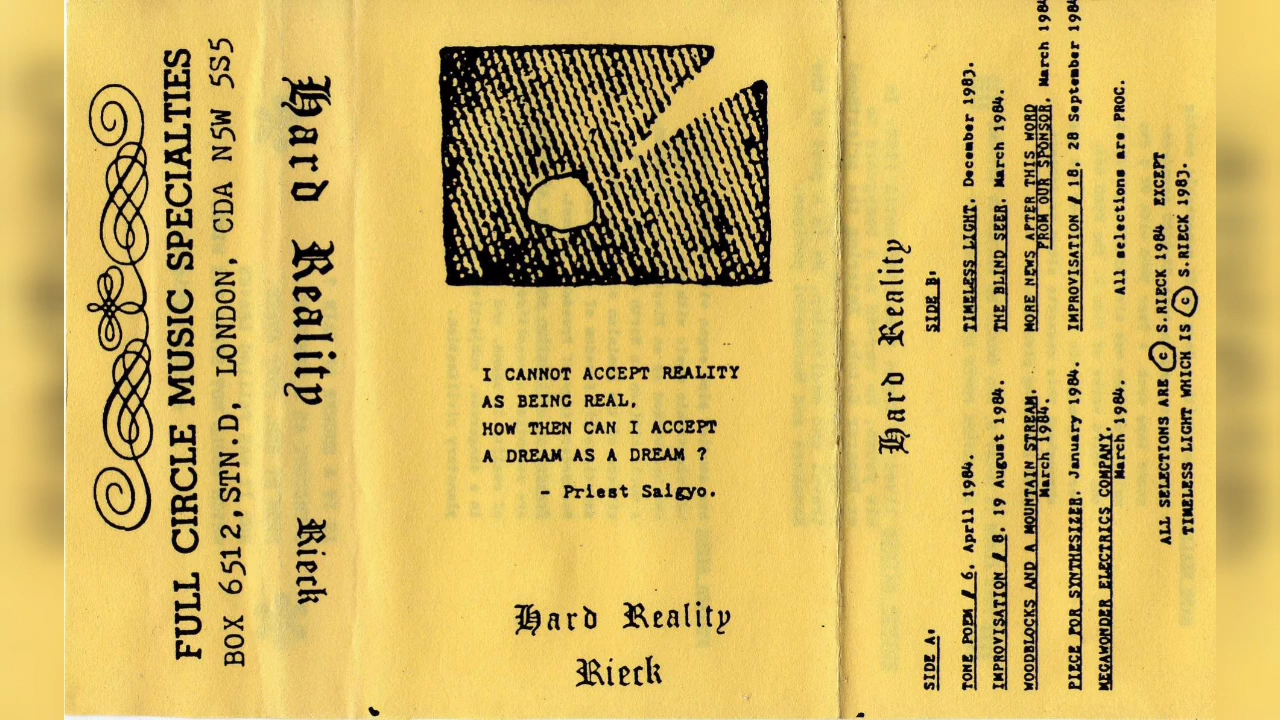 FULL CIRCLE MUSIC SPECIALTIES
BOX 6512,STN.D, LONDON, CDA N5W 5S5
Hard Reality Rieck
I CANNOT ACCEPT REALITY
AS BEING REAL,
HOW THEN CAN I ACCEPT
A DREAM AS A DREAM ?
- Priest Saigyo.
Hard Reality
Rieck
Hard Reality
SIDE A.
TONE POEM # 6, April 1984.
IMPROVISATION # 8, 19 August 1984.
WOODBLOCKS AND A MOUNTAIN STREAM,
March 1984.
PIECE FOR SYNTHESIZER, January 1984.
MEGAWONDER ELECTRICS COMPANY,
March 1984.
SIDE B.
TIMELESS LIGHT, December 1983.
THE BLIND SEER, March 1984.
MORE NEWS AFTER THIS WORD
FROM OUR SPONSOR, March 1984
IMPROVISATION # 18, 28 September 1984
All selections are PROC.
ALL SELECTIONS ARE © S.RIECK 1984 EXCEPT
TIMELESS LIGHT WHICH IS © S.RIECK 1983.